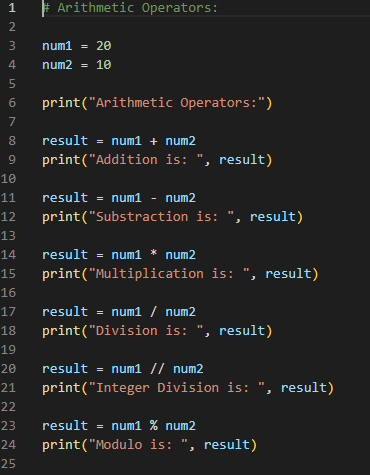 1 # Arithmetic Operators:
2
3 num1 = 20
4 num2 = 10
5
6 print("Arithmetic Operators:")
7
8 result = num1 + num2
9 print("Addition is: ", result)
10
11 result = num1 - num2
12 print("Substraction is: ", result)
13
14 result = num1 * num2
15 print("Multiplication is: ", result)
16
17 result = num1 / num2
18 print("Division is: ", result)
19
20 result = num1 // num2
21 print("Integer Division is: ", result)
22
23 result = num1 % num2
24 print("Modulo is: ", result)
25